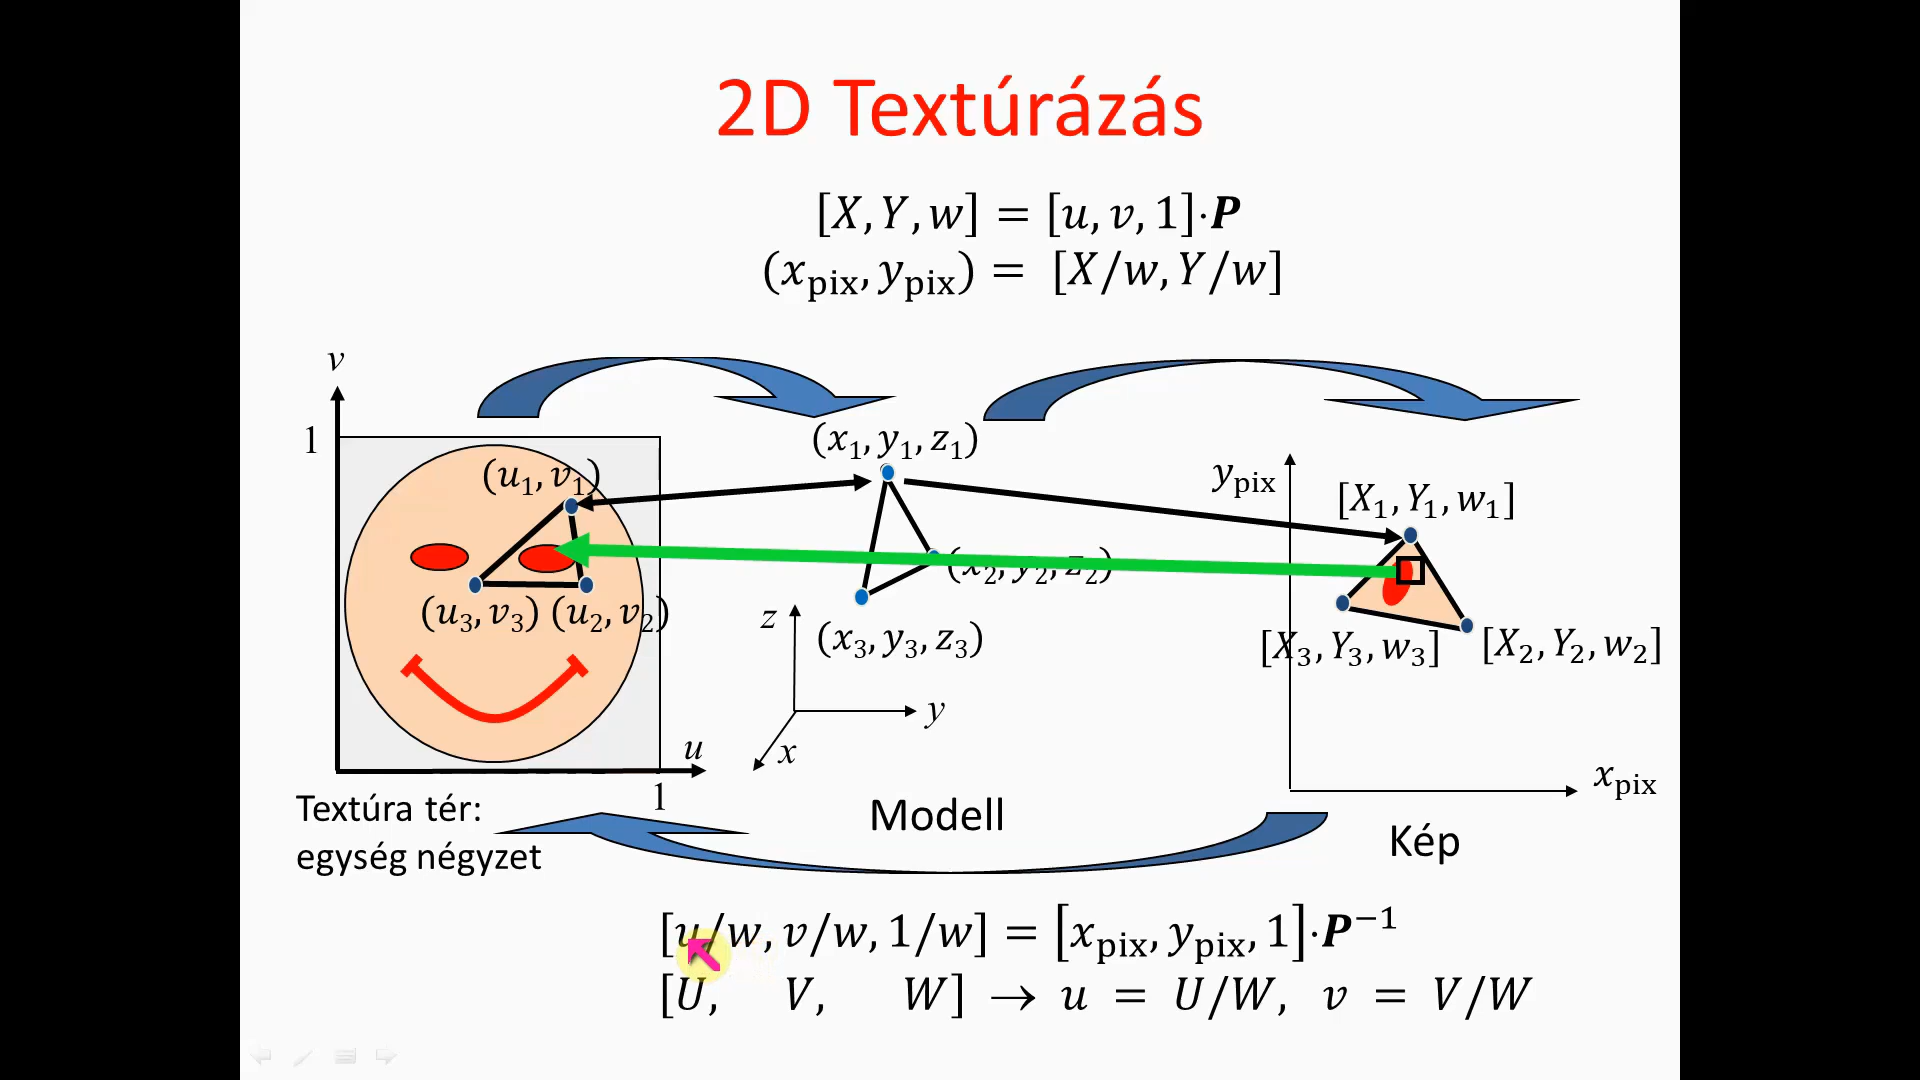 2D Textúrázás
[X, Y, w] = [u, v, 1]·P
(x_pix, y_pix) = [X/w, Y/w]
v
1
(u₁, v₁)
(x₁, y₁, z₁)
y_pix
[X₁, Y₁, w₁]
(x₂, y₂, z₂)
(u₃, v₃) (u₂, v₂)
z
(x₃, y₃, z₃)
[X₃, Y₃, w₃]
[X₂, Y₂, w₂]
y
x
u
1
x_pix
Textúra tér:
egység négyzet
Modell
Kép
[u/w, v/w, 1/w] = [x_pix, y_pix, 1]·P⁻¹
[U, V, W] → u = U/W, v = V/W